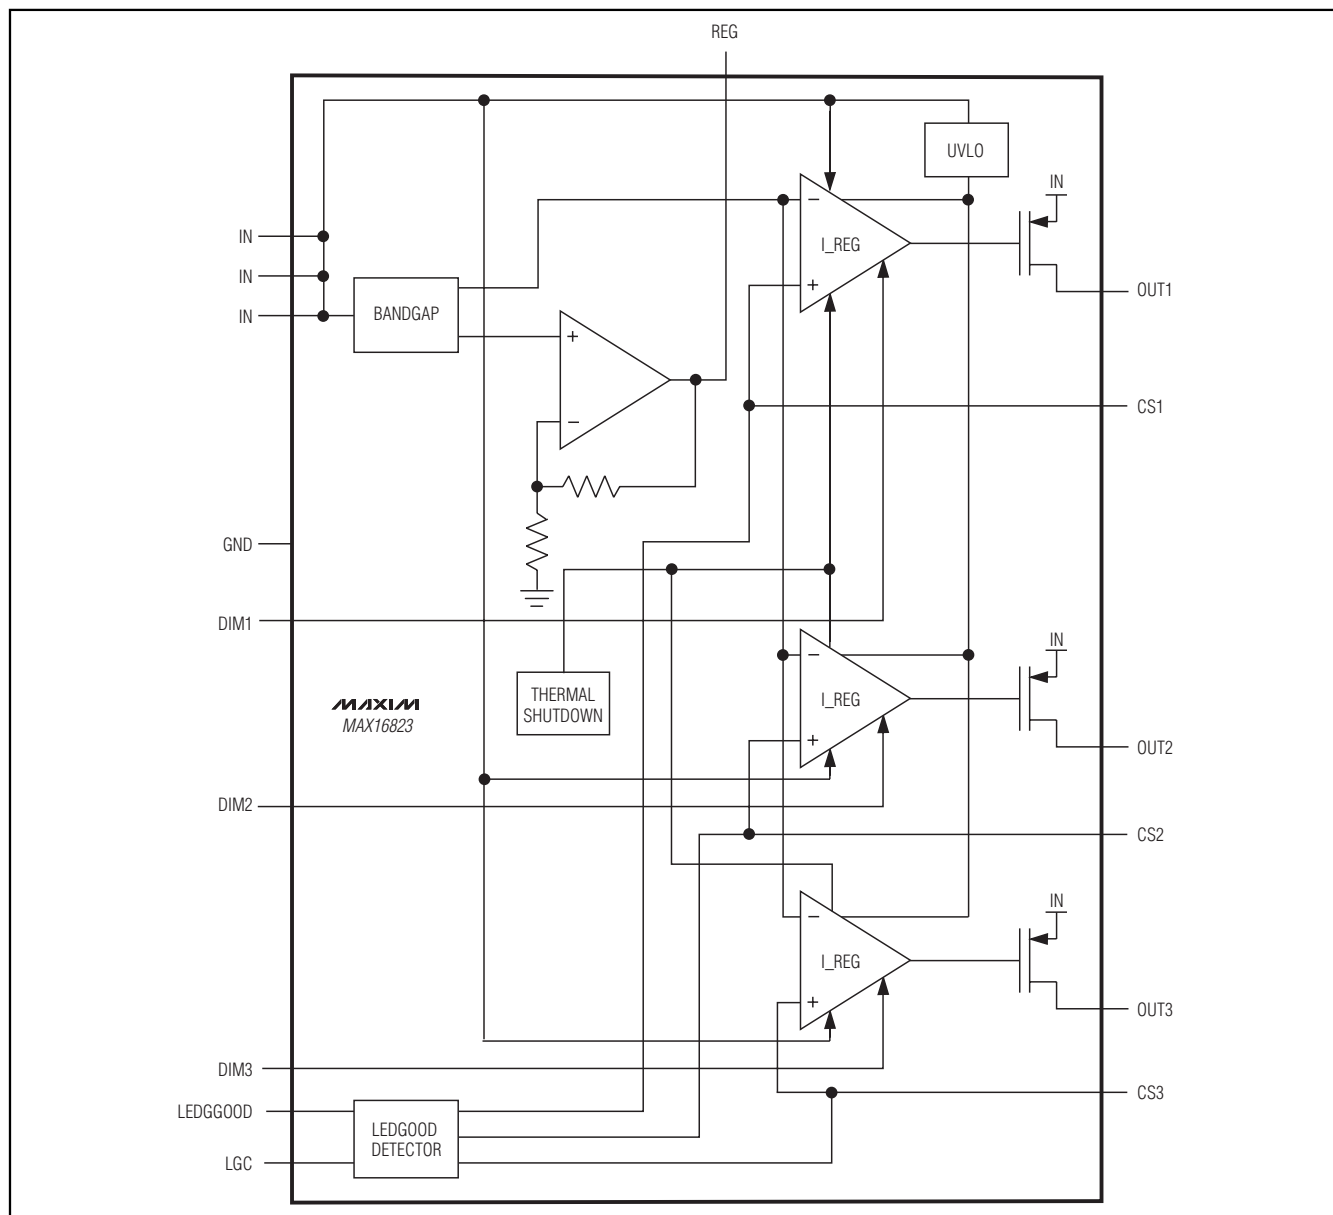 REG
UVLO
IN
−
I_REG
+
OUT1
IN
IN
IN
BANDGAP
+
−
CS1
GND
DIM1
THERMAL
SHUTDOWN
MAXIM
MAX16823
IN
−
I_REG
+
OUT2
DIM2
CS2
IN
−
I_REG
+
OUT3
DIM3
CS3
LEDGGOOD
LEDGOOD
DETECTOR
LGC